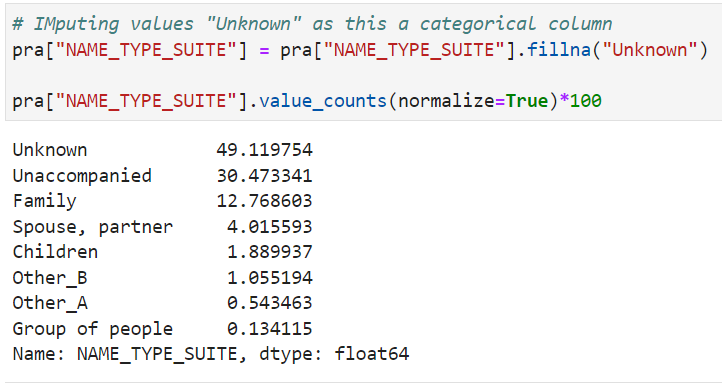 # IMputing values "Unknown" as this a categorical column
pra["NAME_TYPE_SUITE"] = pra["NAME_TYPE_SUITE"].fillna("Unknown")
pra["NAME_TYPE_SUITE"].value_counts(normalize=True)*100
Unknown 49.119754
Unaccompanied 30.473341
Family 12.768603
Spouse, partner 4.015593
Children 1.889937
Other_B 1.055194
Other_A 0.543463
Group of people 0.134115
Name: NAME_TYPE_SUITE, dtype: float64